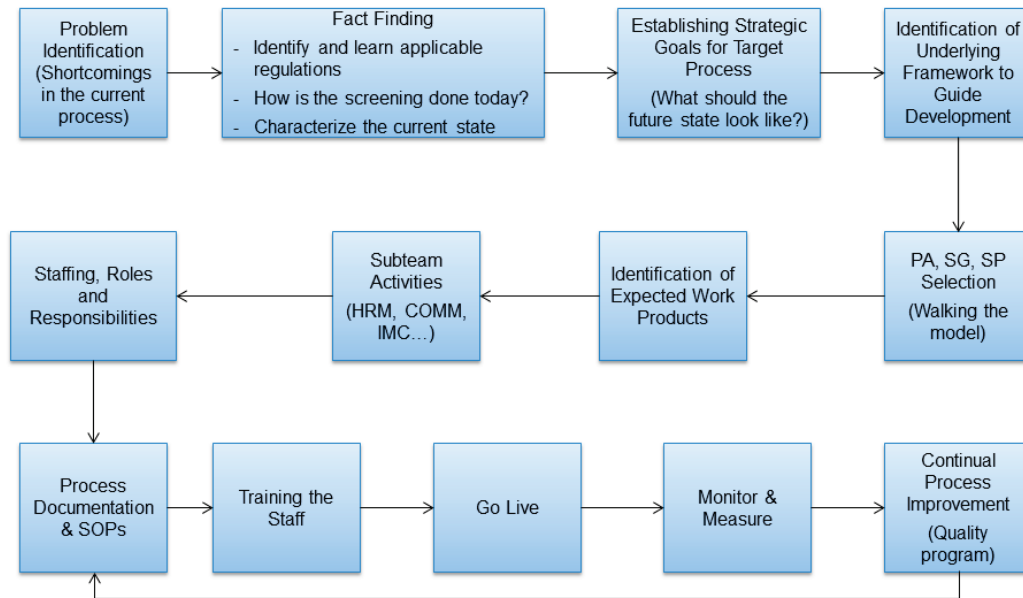 Problem
Identification
(Shortcomings
in the current
process)
Fact Finding
- Identify and learn applicable
regulations
- How is the screening done today?
- Characterize the current state
Establishing Strategic
Goals for Target
Process
(What should the
future state look like?)
Identification of
Underlying
Framework to
Guide
Development
Staffing, Roles
and
Responsibilities
Subteam
Activities
(HRM, COMM,
IMC…)
Identification of
Expected Work
Products
PA, SG, SP
Selection
(Walking the
model)
Process
Documentation
& SOPs
Training the
Staff
Go Live
Monitor &
Measure
Continual
Process
Improvement
(Quality
program)